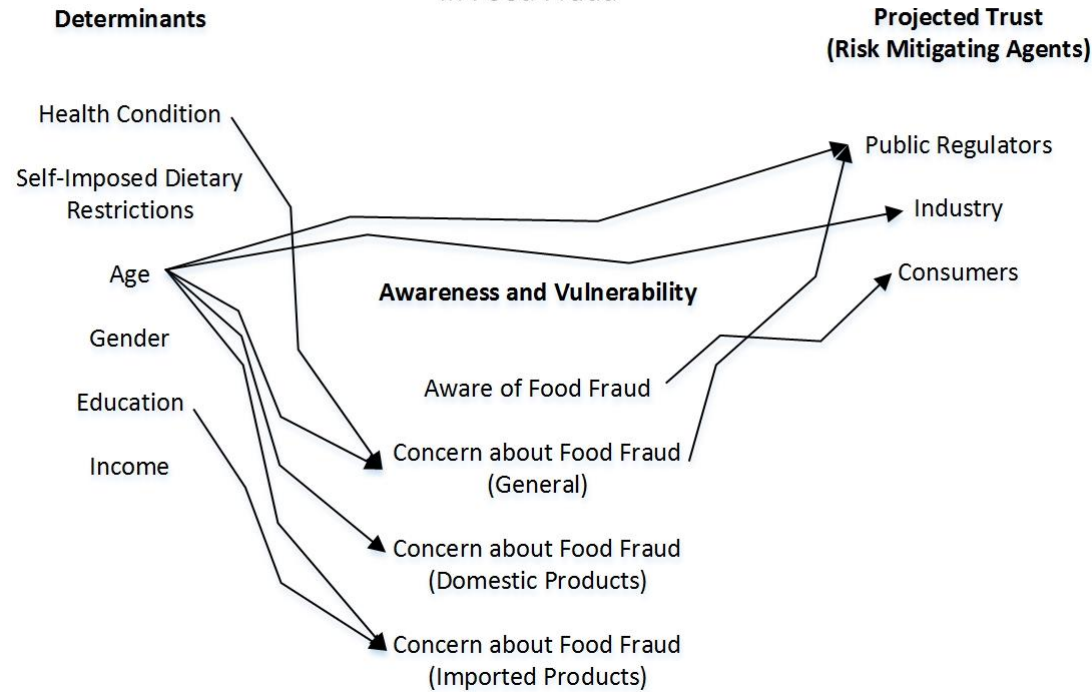 Determinants
Projected Trust
(Risk Mitigating Agents)
Health Condition
Self-Imposed Dietary
Restrictions
Age
Gender
Education
Income
Awareness and Vulnerability
Aware of Food Fraud
Concern about Food Fraud
(General)
Concern about Food Fraud
(Domestic Products)
Concern about Food Fraud
(Imported Products)
Public Regulators
Industry
Consumers